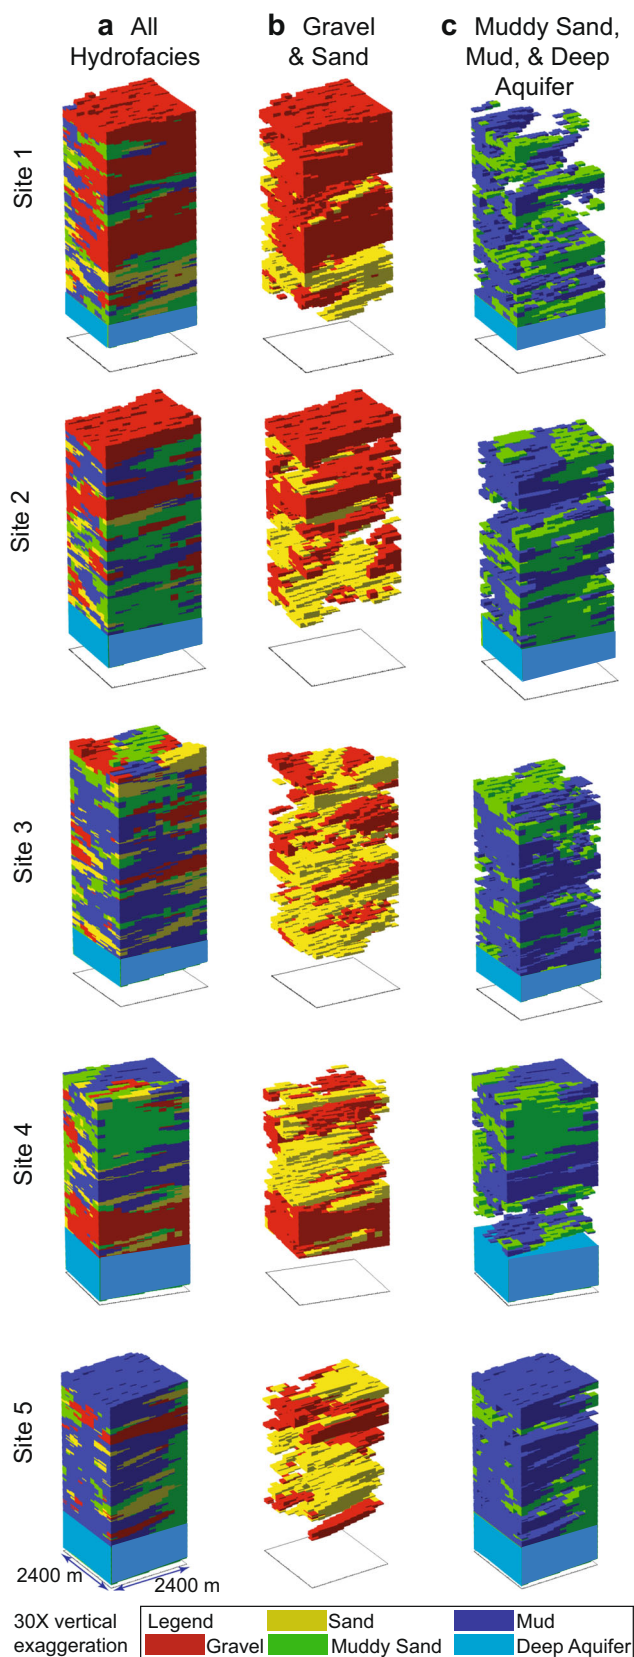 a All
Hydrofacies
b Gravel
& Sand
c Muddy Sand,
Mud, & Deep
Aquifer
Site 1
Site 2
Site 3
Site 4
Site 5
2400 m
2400 m
30X vertical
exaggeration
Legend
Sand
Mud
Gravel
Muddy Sand
Deep Aquifer